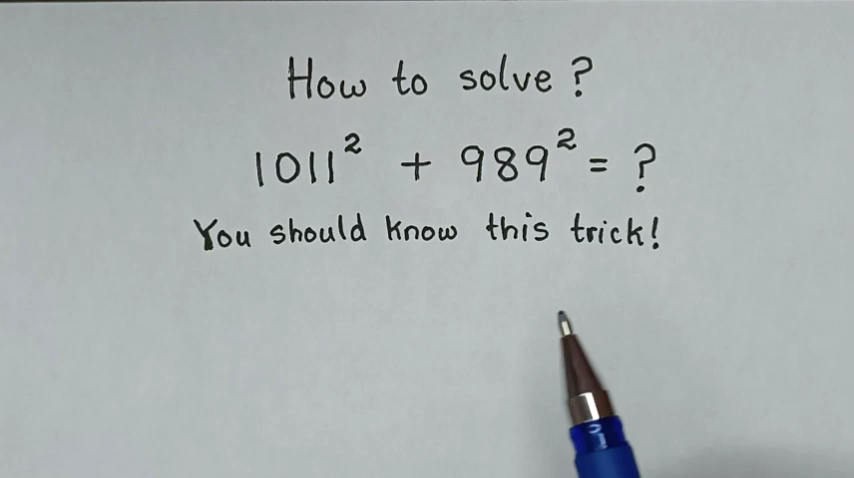 How to solve?
1011² + 989² = ?
You should know this trick!